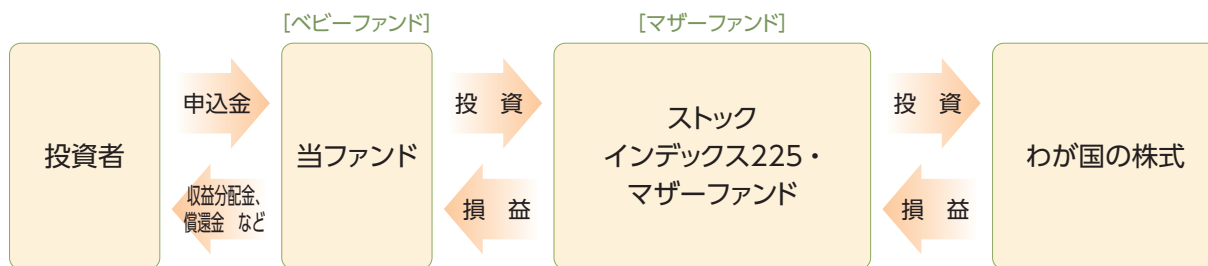 [ベビーファンド]
[マザーファンド]
投資者
申込金
収益分配金、
償還金 など
当ファンド
投 資
損 益
ストック
インデックス225・
マザーファンド
投 資
損 益
わが国の株式